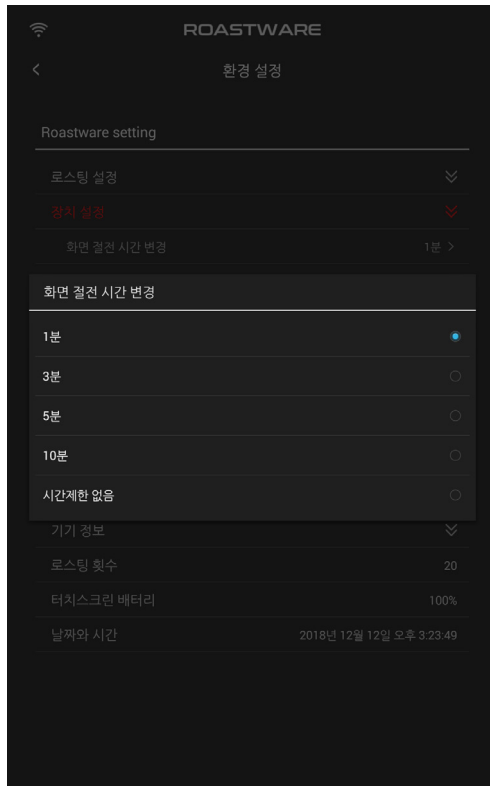 ROASTWARE
환경 설정
Roastware setting
로스팅 설정
장치 설정
화면 절전 시간 변경 1분
화면 절전 시간 변경
1분
3분
5분
10분
시간제한 없음
기기 정보
로스팅 횟수 20
터치스크린 배터리 100%
날짜와 시간 2018년 12월 12일 오후 3:23:49